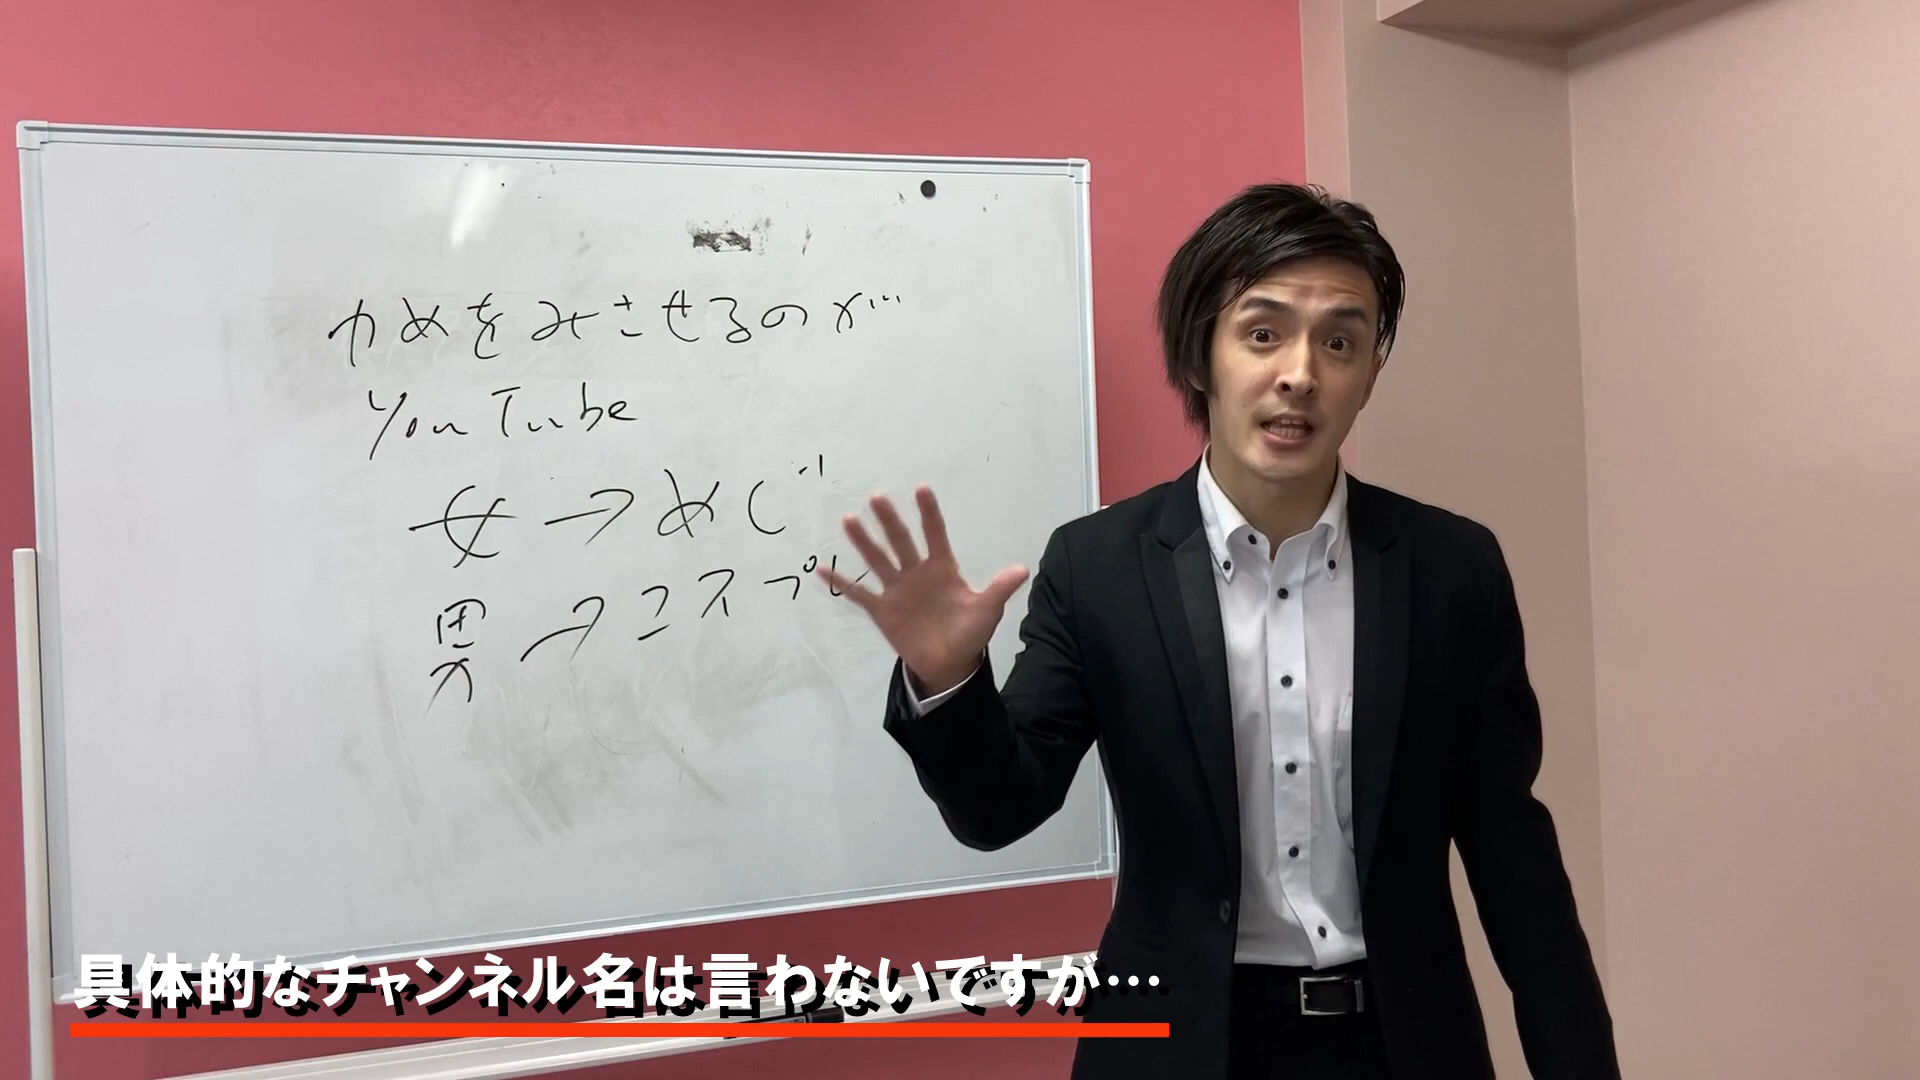 かめをみさせるのが…
YouTube
女→めぐ
男→コスプレ
具体的なチャンネル名は言わないですが…